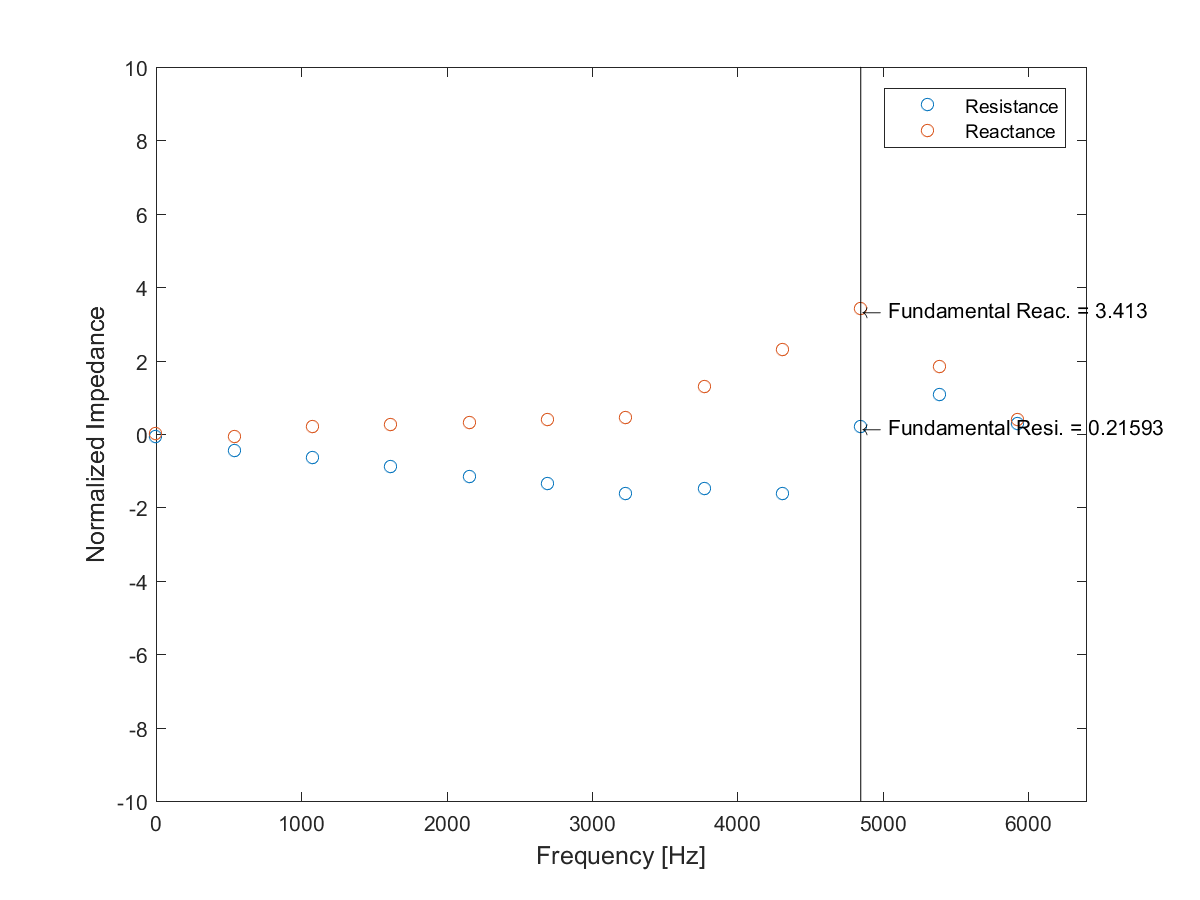 10
8
6
4
2
0
-2
-4
-6
-8
-10
Normalized Impedance
Resistance
Reactance
← Fundamental Reac. = 3.413
← Fundamental Resi. = 0.21593
0 1000 2000 3000 4000 5000 6000
Frequency [Hz]